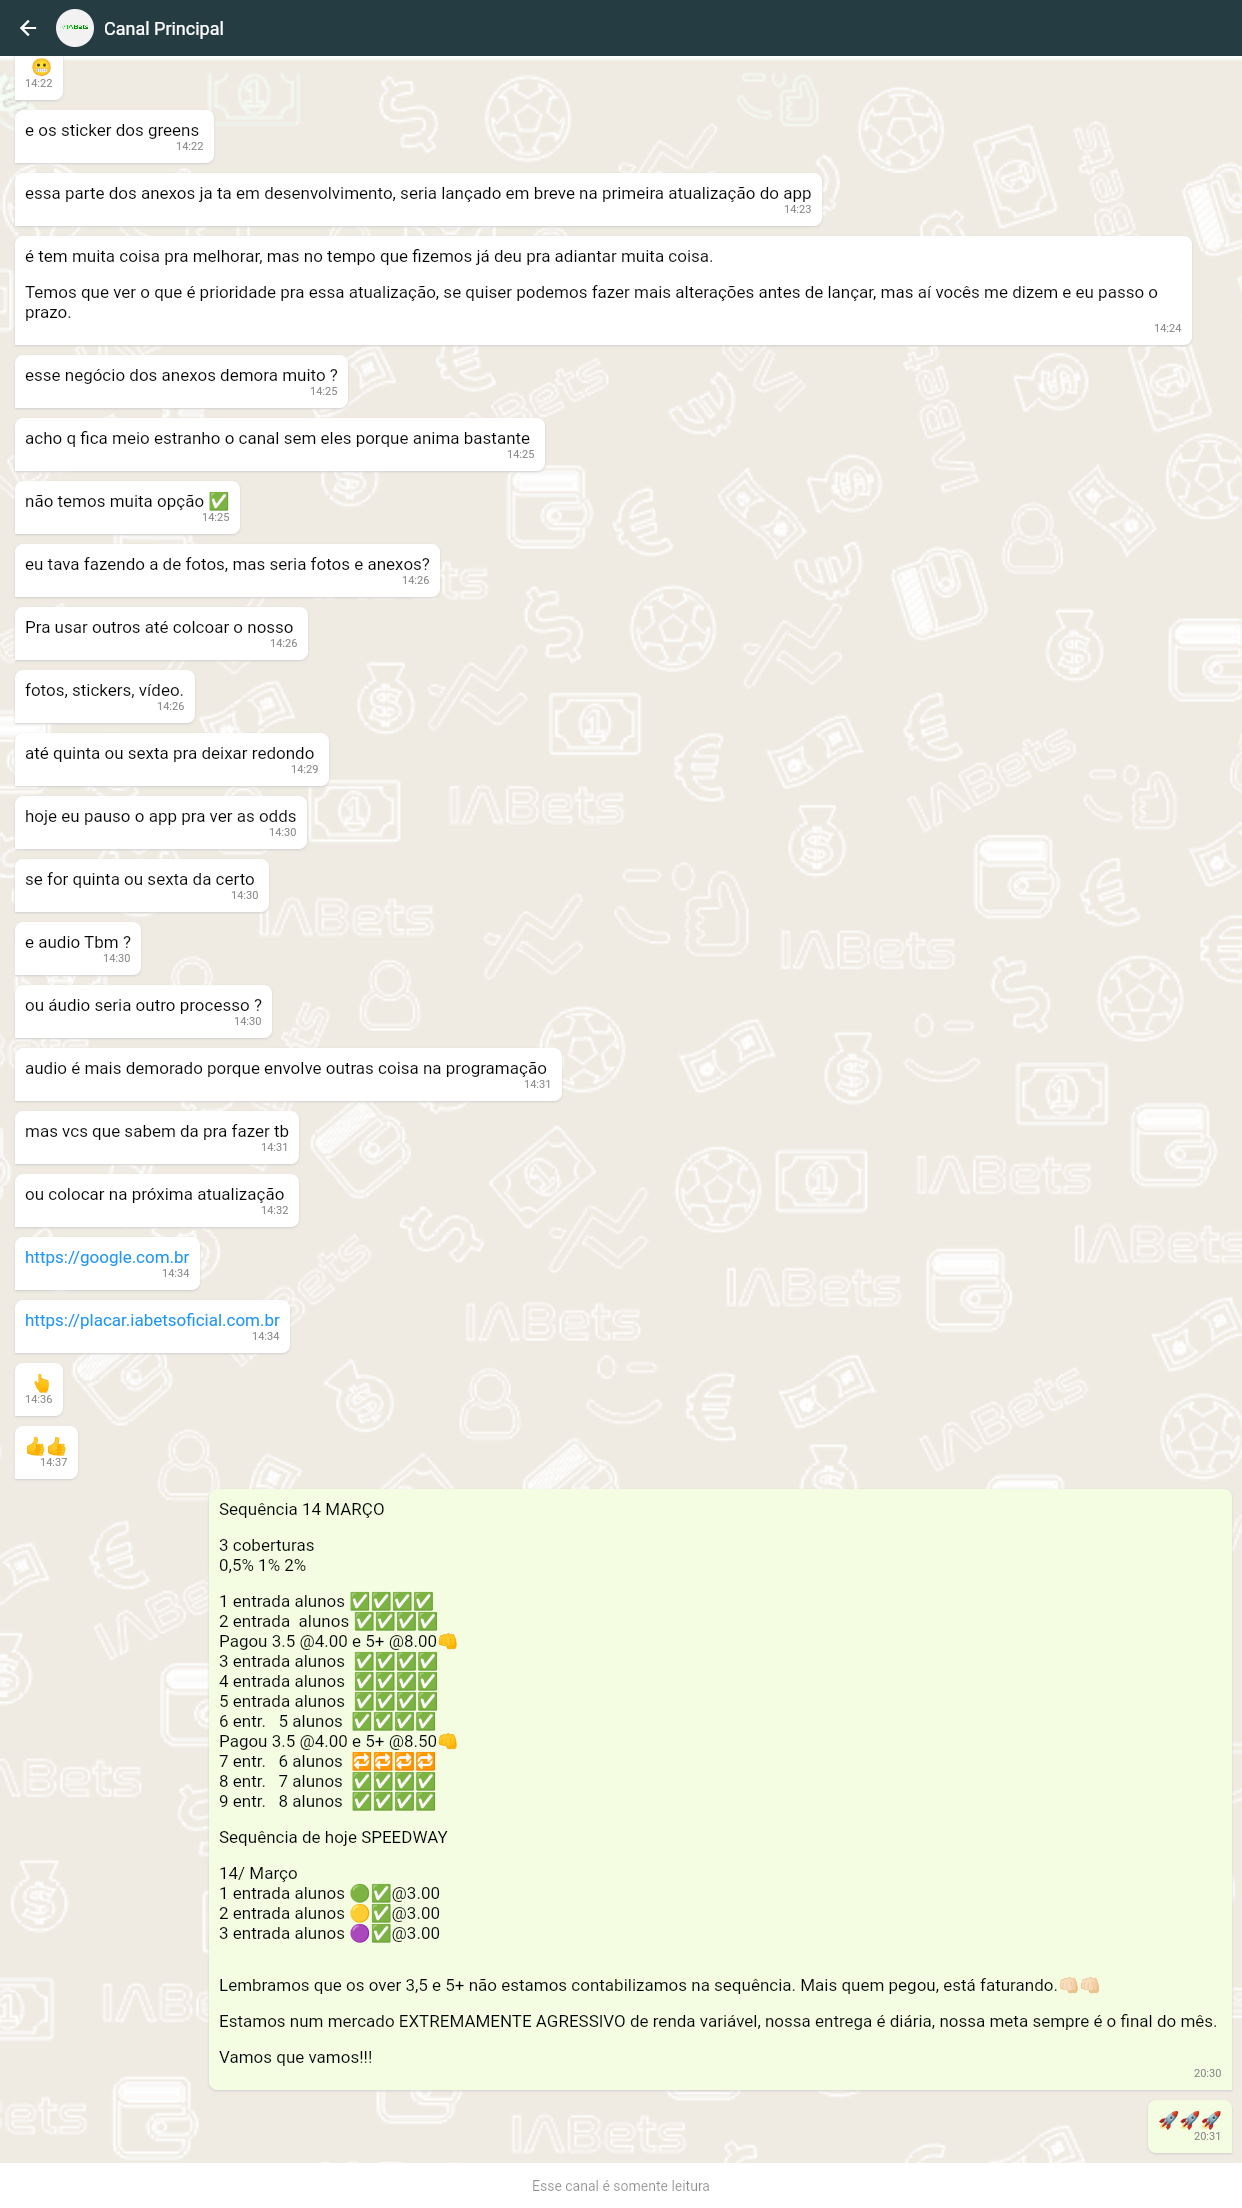 IABets
Canal Principal
😬
14:22
e os sticker dos greens
14:22
essa parte dos anexos ja ta em desenvolvimento, seria lançado em breve na primeira atualização do app
14:23
é tem muita coisa pra melhorar, mas no tempo que fizemos já deu pra adiantar muita coisa.
Temos que ver o que é prioridade pra essa atualização, se quiser podemos fazer mais alterações antes de lançar, mas aí vocês me dizem e eu passo o
prazo.
14:24
esse negócio dos anexos demora muito ?
14:25
acho q fica meio estranho o canal sem eles porque anima bastante
14:25
não temos muita opção ✅
14:25
eu tava fazendo a de fotos, mas seria fotos e anexos?
14:26
Pra usar outros até colcoar o nosso
14:26
fotos, stickers, vídeo.
14:26
até quinta ou sexta pra deixar redondo
14:29
hoje eu pauso o app pra ver as odds
14:30
se for quinta ou sexta da certo
14:30
e audio Tbm ?
14:30
ou áudio seria outro processo ?
14:30
audio é mais demorado porque envolve outras coisa na programação
14:31
mas vcs que sabem da pra fazer tb
14:31
ou colocar na próxima atualização
14:32
https://google.com.br
14:34
https://placar.iabetsoficial.com.br
14:34
👆
14:36
👍👍
14:37
Sequência 14 MARÇO
3 coberturas
0,5% 1% 2%
1 entrada alunos ✅✅✅✅
2 entrada  alunos ✅✅✅✅
Pagou 3.5 @4.00 e 5+ @8.00👊
3 entrada alunos  ✅✅✅✅
4 entrada alunos  ✅✅✅✅
5 entrada alunos  ✅✅✅✅
6 entr.   5 alunos  ✅✅✅✅
Pagou 3.5 @4.00 e 5+ @8.50👊
7 entr.   6 alunos  🔁🔁🔁🔁
8 entr.   7 alunos  ✅✅✅✅
9 entr.   8 alunos  ✅✅✅✅
Sequência de hoje SPEEDWAY
14/ Março
1 entrada alunos 🟢✅@3.00
2 entrada alunos 🟡✅@3.00
3 entrada alunos 🟣✅@3.00
Lembramos que os over 3,5 e 5+ não estamos contabilizamos na sequência. Mais quem pegou, está faturando.👊🏻👊🏻
Estamos num mercado EXTREMAMENTE AGRESSIVO de renda variável, nossa entrega é diária, nossa meta sempre é o final do mês.
Vamos que vamos!!!
20:30
🚀🚀🚀
20:31
Esse canal é somente leitura